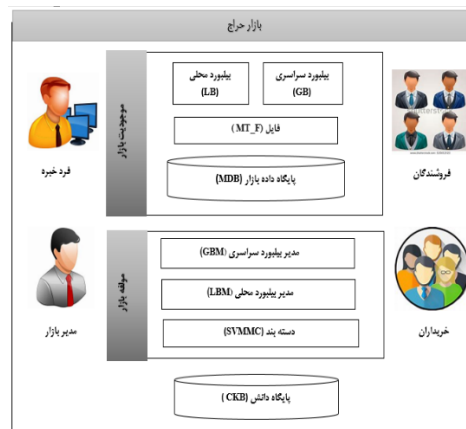 بازار حراج
بیلبورد محلی
(LB)
بیلبورد سراسری
(GB)
فایل (MT_F)
پایگاه داده بازار (MDB)
موجودیت بازار
فرد خبره
فروشندگان
مدیر بیلبورد سراسری (GBM)
مدیر بیلبورد محلی (LBM)
دسته بند (SVMMC)
مولفه بازار
مدیر بازار
خریداران
پایگاه دانش (CKB)